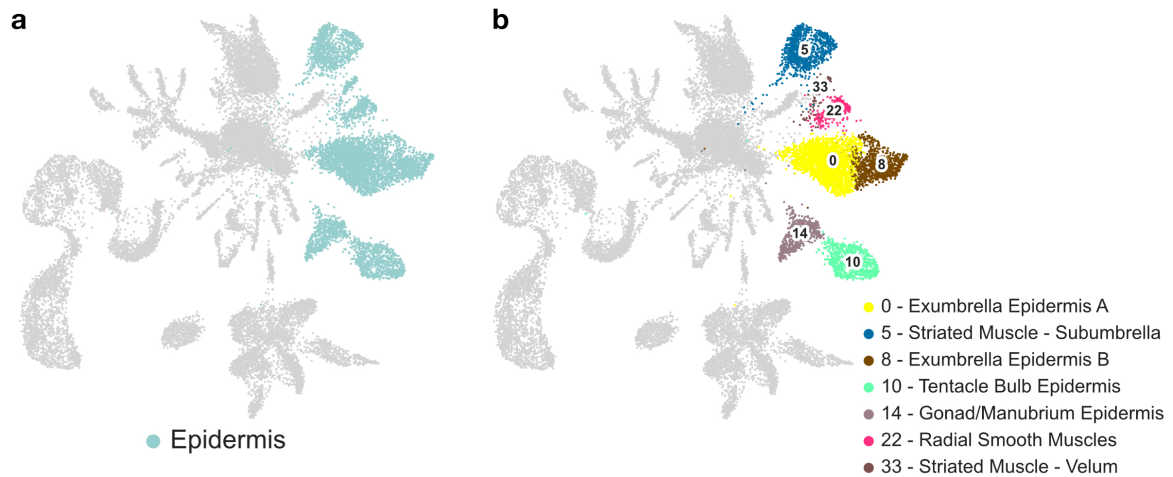 a
b
5
33
22
0
8
14
10
0 - Exumbrella Epidermis A
5 - Striated Muscle - Subumbrella
8 - Exumbrella Epidermis B
10 - Tentacle Bulb Epidermis
14 - Gonad/Manubrium Epidermis
22 - Radial Smooth Muscles
33 - Striated Muscle - Velum
Epidermis